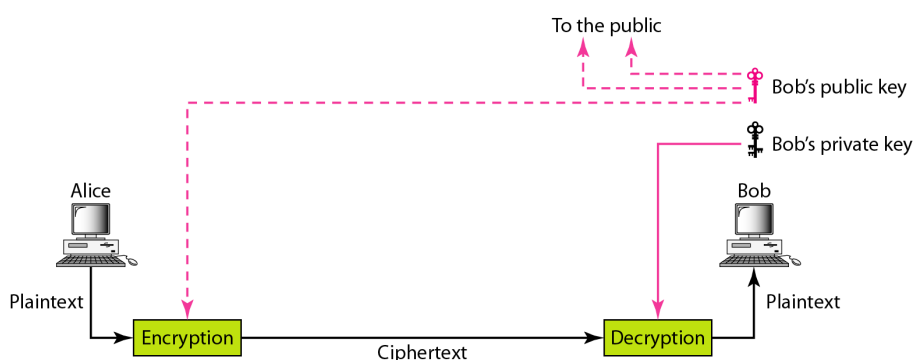 To the public
Bob’s public key
Bob’s private key
Alice
Bob
Plaintext
Plaintext
Encryption
Decryption
Ciphertext